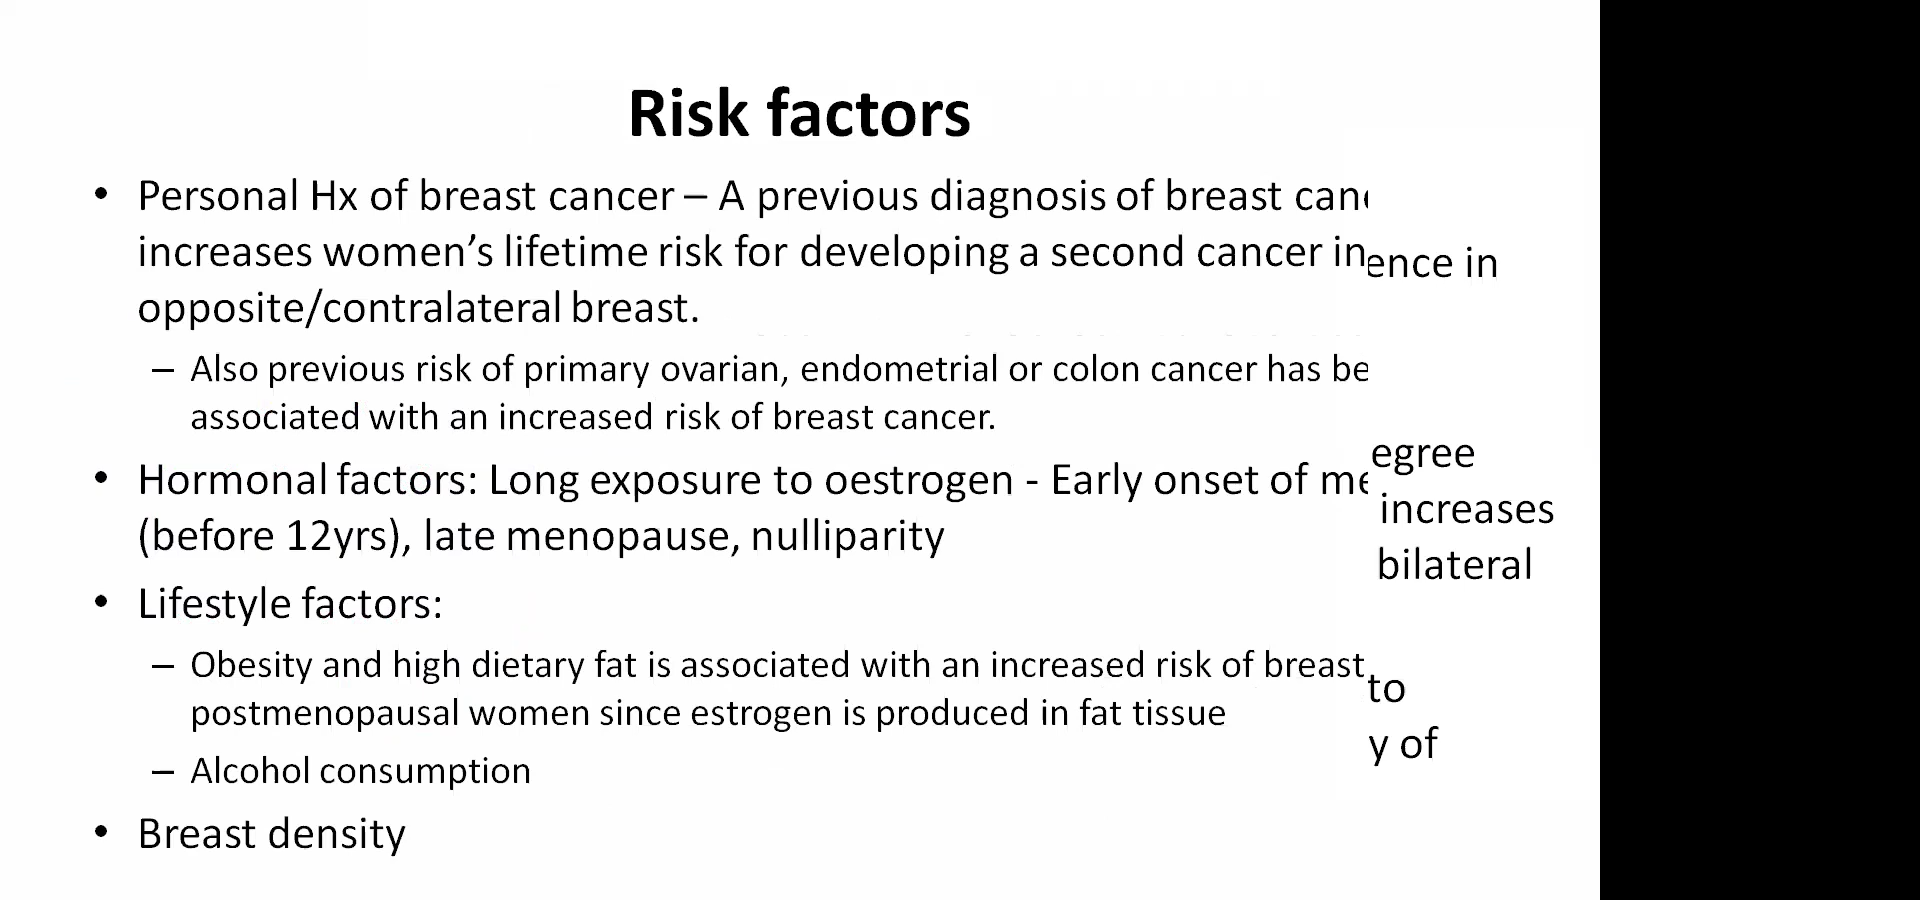 Risk factors
• Personal Hx of breast cancer – A previous diagnosis of breast
increases women’s lifetime risk for developing a second cancer in
ence in
opposite/contralateral breast.
– Also previous risk of primary ovarian, endometrial or colon cancer has be
associated with an increased risk of breast cancer.
egree
• Hormonal factors: Long exposure to oestrogen - Early onset of
increases
(before 12yrs), late menopause, nulliparity
bilateral
• Lifestyle factors:
– Obesity and high dietary fat is associated with an increased risk of breast
to
postmenopausal women since estrogen is produced in fat tissue
y of
– Alcohol consumption
• Breast density